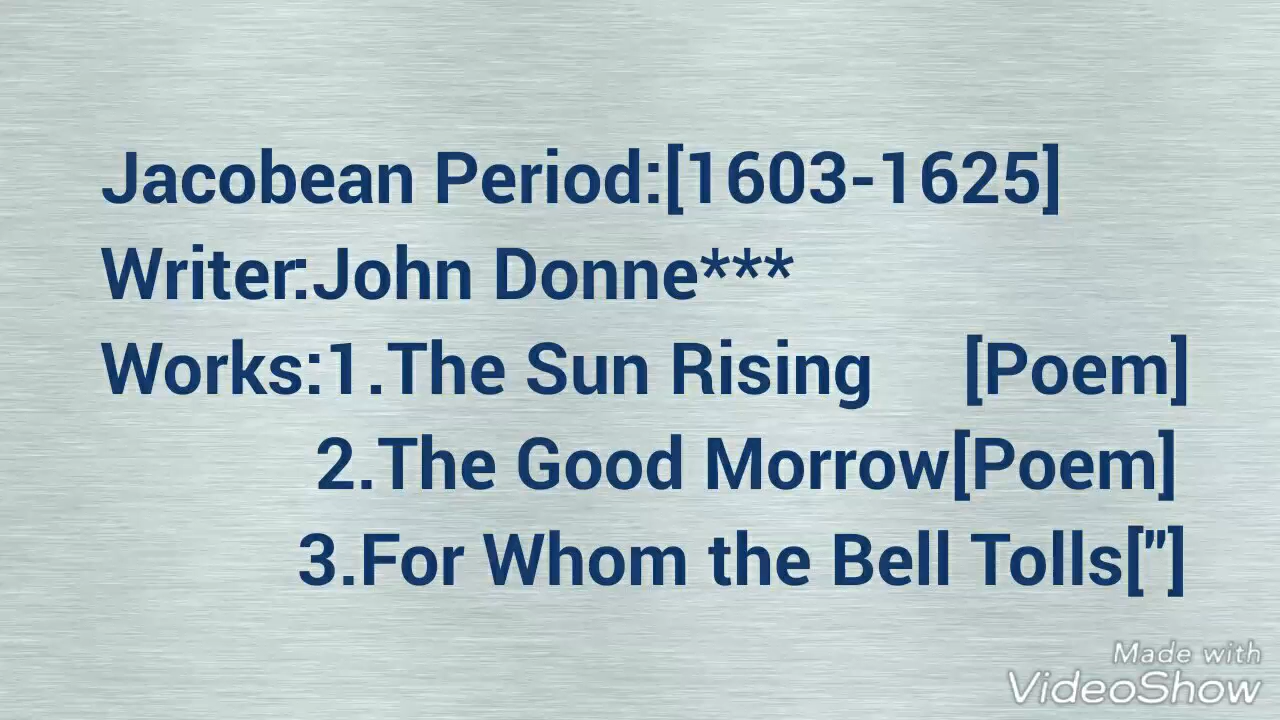 Jacobean Period:[1603-1625]
Writer:John Donne***
Works:1.The Sun Rising [Poem]
2.The Good Morrow[Poem]
3.For Whom the Bell Tolls["]
Made with
VideoShow